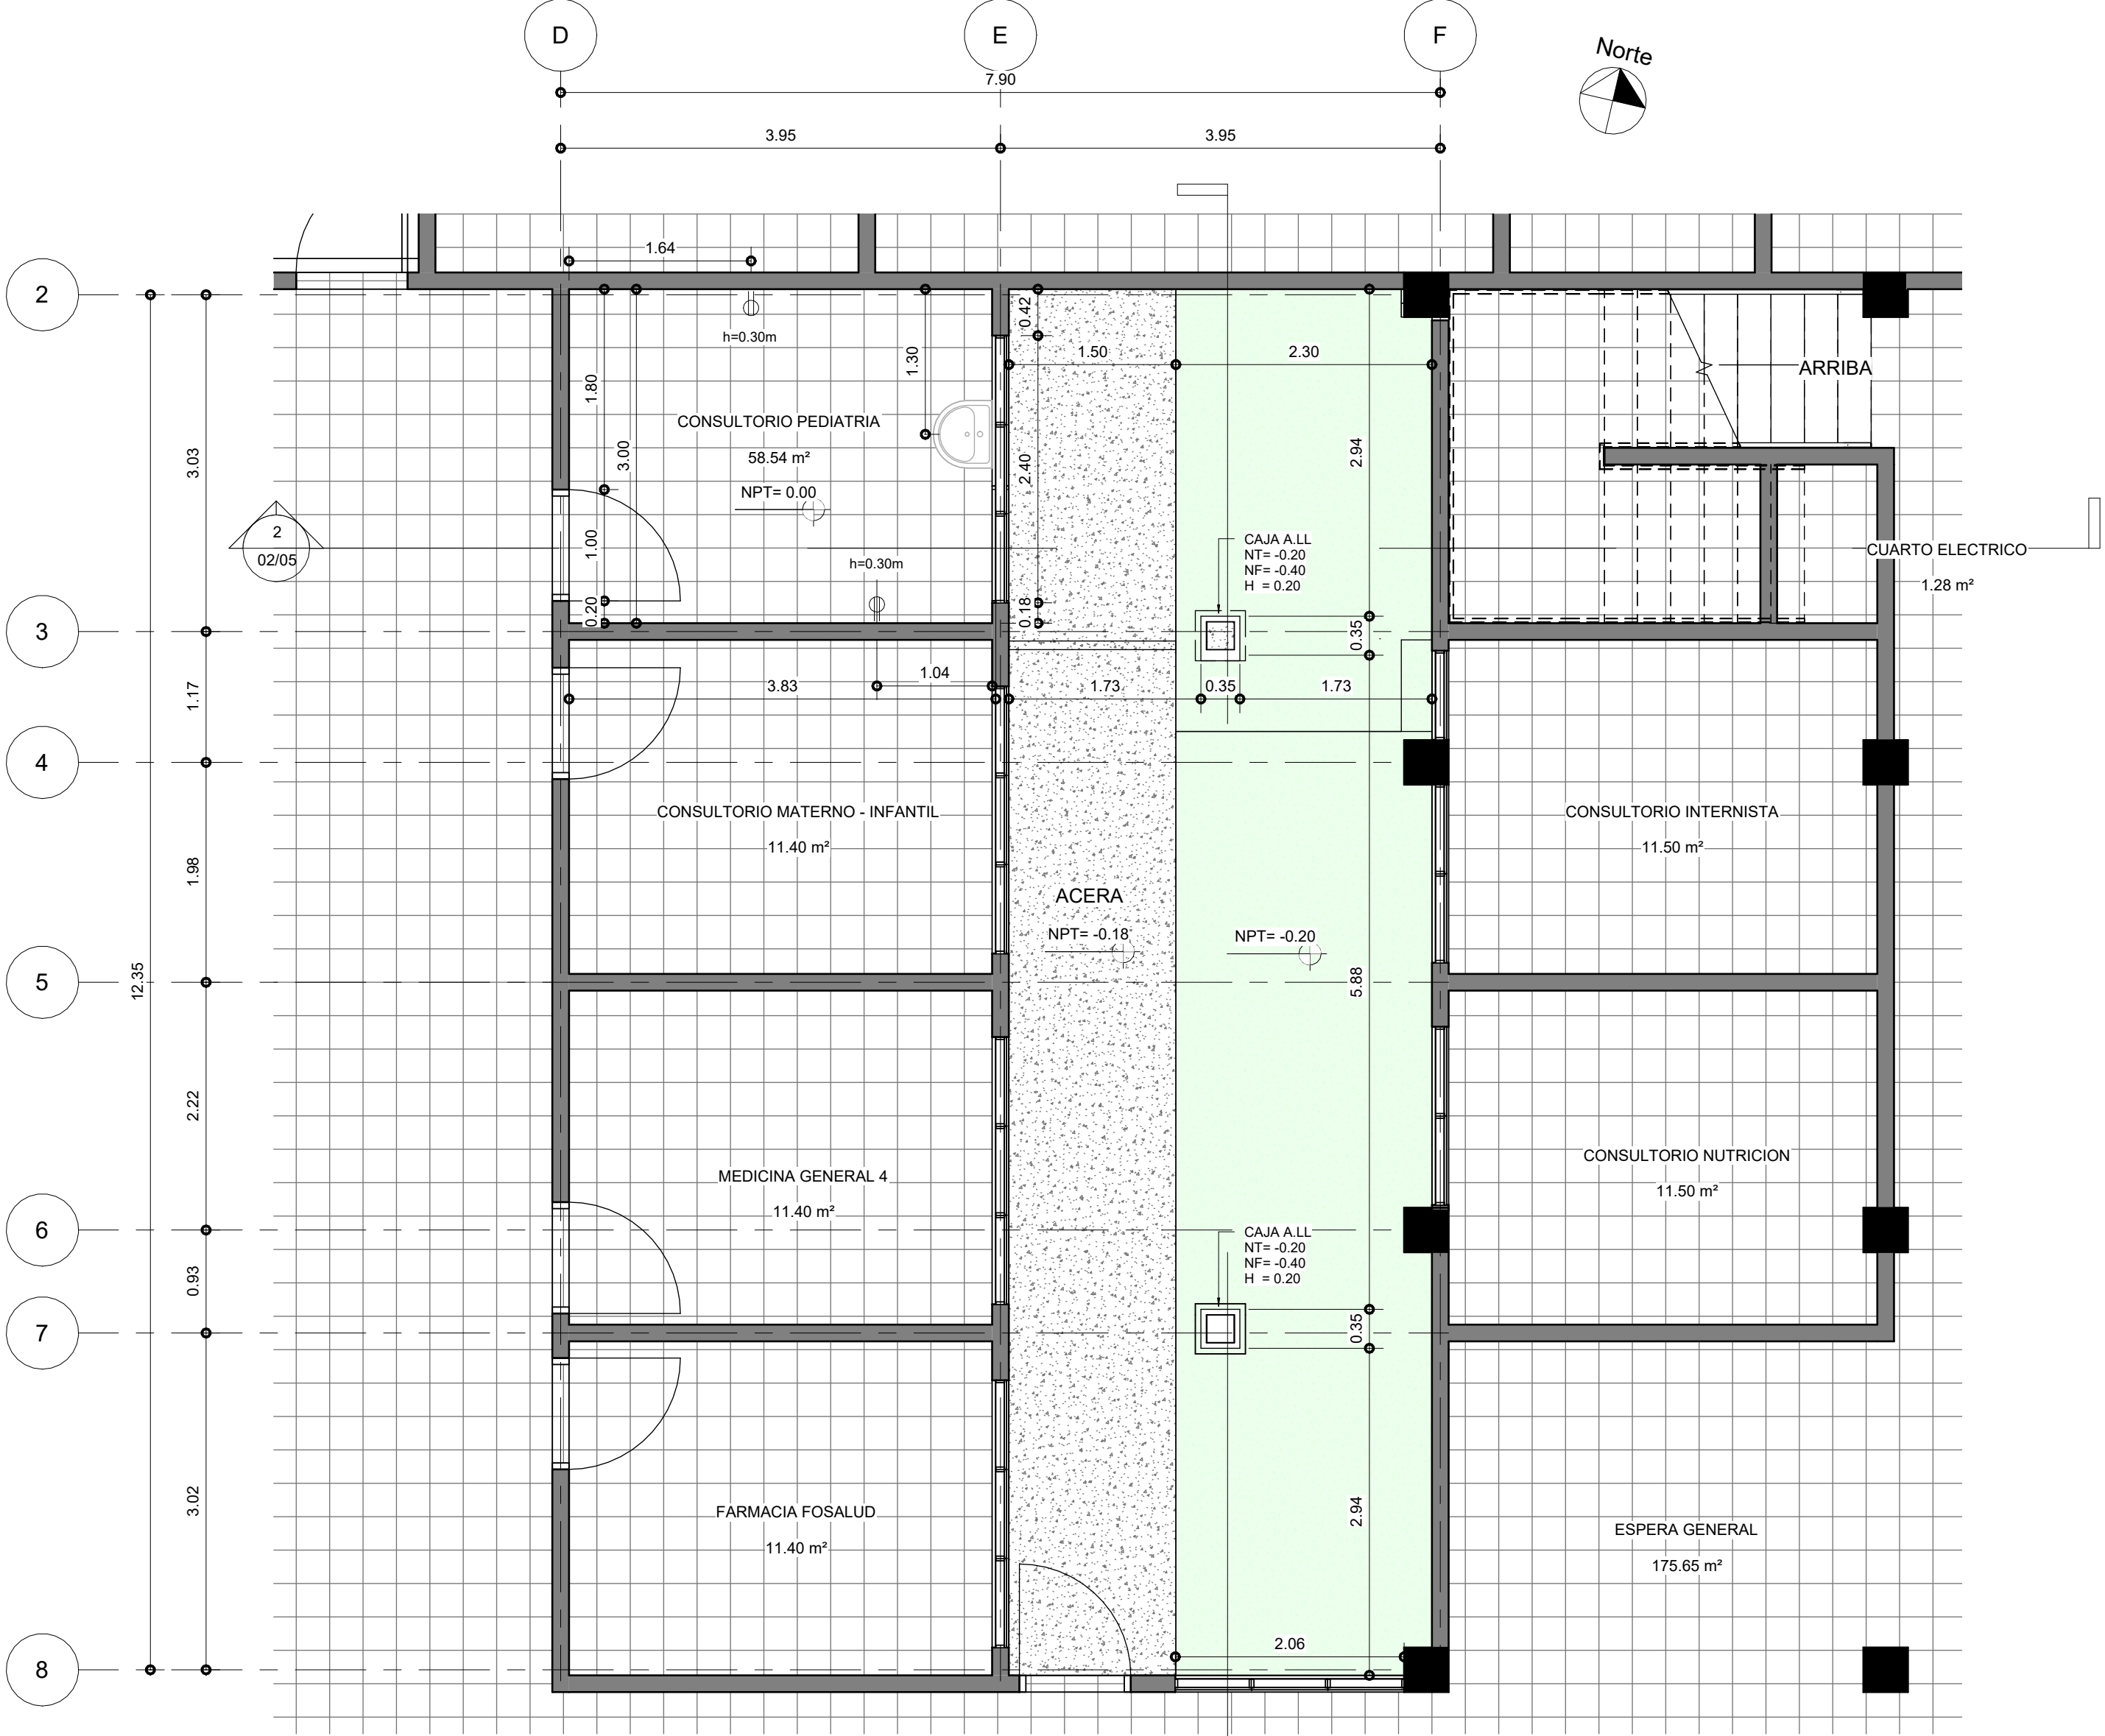 D
E
F
Norte
7.90
3.95
3.95
1.64
2
h=0.30m
0.42
1.50
2.30
1.30
1.80
ARRIBA
CONSULTORIO PEDIATRIA
58.54 m²
3.00
2.40
2.94
3.03
NPT= 0.00
2
02/05
1.00
h=0.30m
CAJA A.LL
NT= -0.20
NF= -0.40
H = 0.20
CUARTO ELECTRICO
1.28 m²
0.20
0.18
3
0.35
1.17
3.83
1.04
1.73
0.35
1.73
4
CONSULTORIO MATERNO - INFANTIL
11.40 m²
CONSULTORIO INTERNISTA
11.50 m²
1.98
ACERA
NPT= -0.18
NPT= -0.20
12.35
5
5.88
2.22
MEDICINA GENERAL 4
11.40 m²
CONSULTORIO NUTRICION
11.50 m²
6
CAJA A.LL
NT= -0.20
NF= -0.40
H = 0.20
0.93
7
0.35
3.02
FARMACIA FOSALUD
11.40 m²
2.94
ESPERA GENERAL
175.65 m²
2.06
8